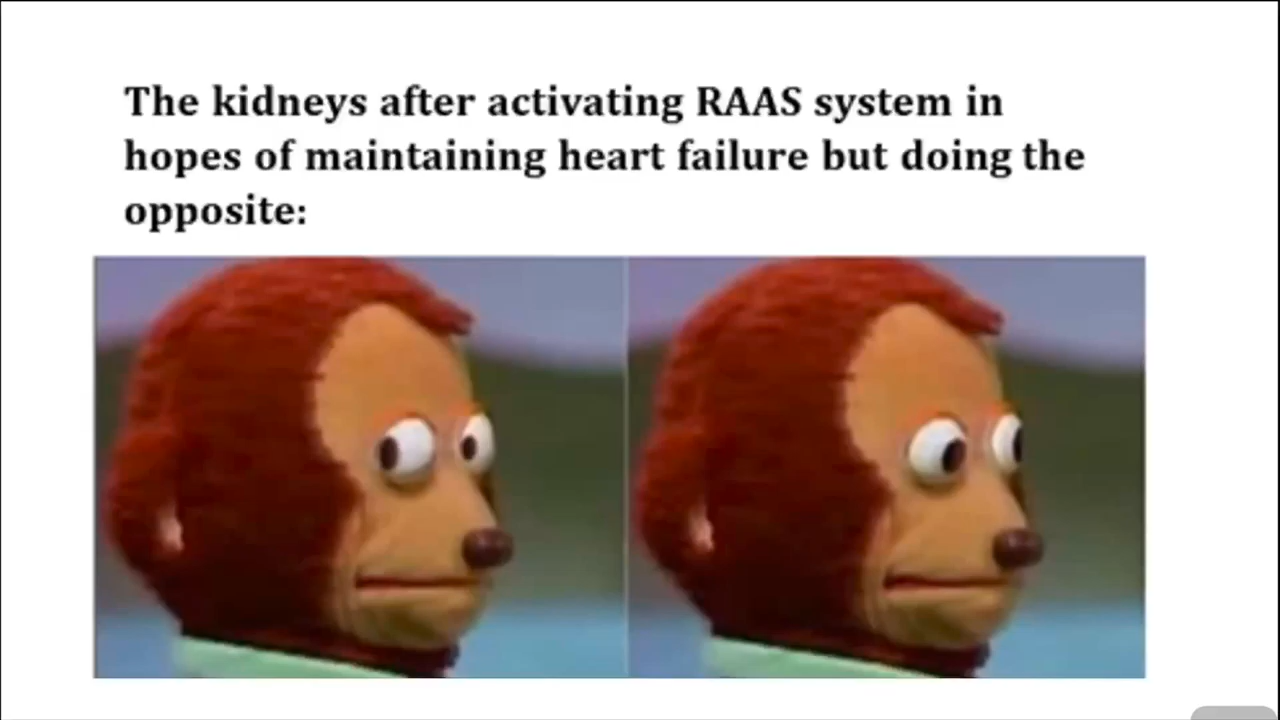 The kidneys after activating RAAS system in
hopes of maintaining heart failure but doing the
opposite: